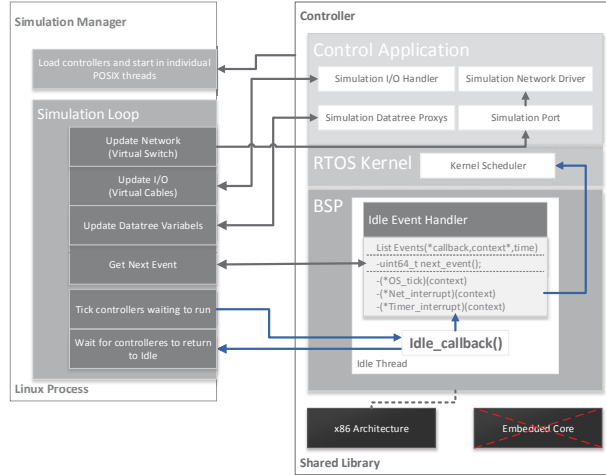 Simulation Manager
Load controllers and start in individual
POSIX threads
Simulation Loop
Update Network
(Virtual Switch)
Update I/O
(Virtual Cables)
Update Datatree Variabels
Get Next Event
Tick controllers waiting to run
Wait for controlleres to return
to Idle
Linux Process
Controller
Control Application
Simulation I/O Handler
Simulation Network Driver
Simulation Datatree Proxys
Simulation Port
RTOS Kernel
Kernel Scheduler
BSP
Idle Event Handler
List Events(*callback,context*,time)
-uint64_t next_event();
-(*OS_tick)(context)
-(*Net_interrupt)(context)
-(*Timer_interrupt)(context)
Idle_callback()
Idle Thread
x86 Architecture
Embedded Core
Shared Library